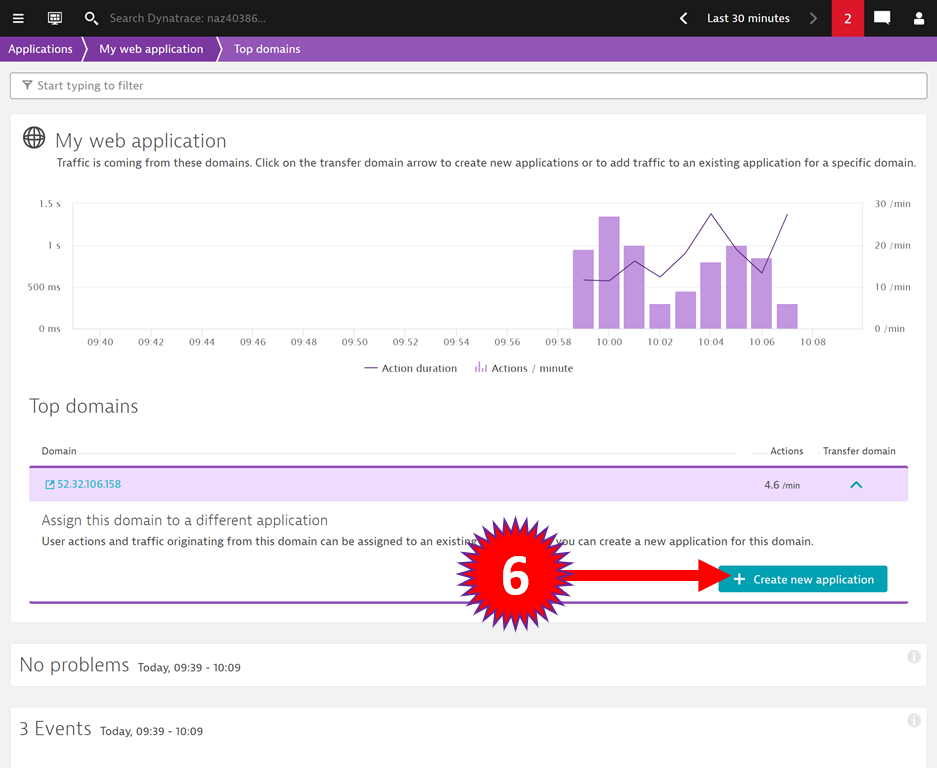 Search Dynatrace: naz40386...
Last 30 minutes
2
Applications
My web application
Top domains
Start typing to filter
My web application
Traffic is coming from these domains. Click on the transfer domain arrow to create new applications or to add traffic to an existing application for a specific domain.
1.5 s
30 /min
1 s
20 /min
500 ms
10 /min
0 ms
0 /min
09:40 09:42 09:44 09:46 09:48 09:50 09:52 09:54 09:56 09:58 10:00 10:02 10:04 10:06 10:08
Action duration
Actions / minute
Top domains
Domain
Actions
Transfer domain
52.32.106.158
4.6 /min
Assign this domain to a different application
User actions and traffic originating from this domain can be assigned to an existing you can create a new application for this domain.
6
+ Create new application
No problems Today, 09:39 - 10:09
3 Events Today, 09:39 - 10:09